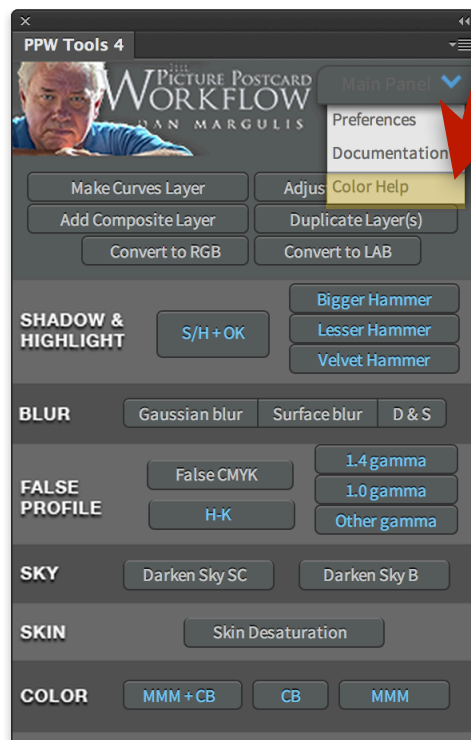 PPW Tools 4
THE
PICTURE POSTCARD
WORKFLOW
DAN MARGULIS
Main Panel
Preferences
Documentation
Color Help
Make Curves Layer
Adjus
Add Composite Layer
Duplicate Layer(s)
Convert to RGB
Convert to LAB
SHADOW &
HIGHLIGHT
S/H + OK
Bigger Hammer
Lesser Hammer
Velvet Hammer
BLUR
Gaussian blur
Surface blur
D & S
FALSE
PROFILE
False CMYK
H-K
1.4 gamma
1.0 gamma
Other gamma
SKY
Darken Sky SC
Darken Sky B
SKIN
Skin Desaturation
COLOR
MMM + CB
CB
MMM